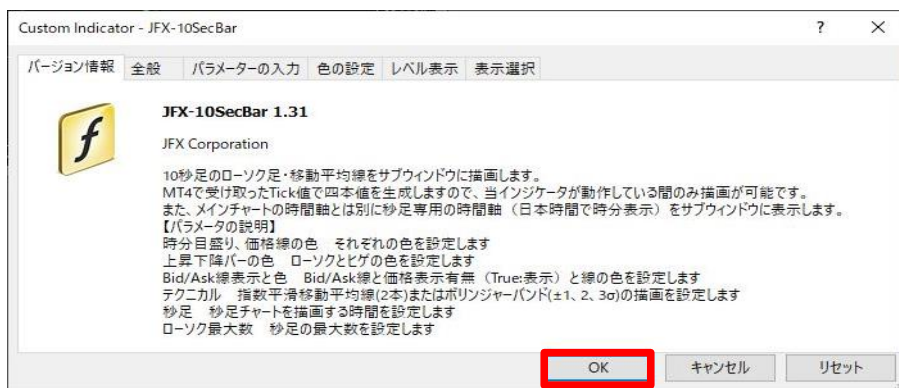 Custom Indicator - JFX-10SecBar
? ×
バージョン情報 全般 パラメーターの入力 色の設定 レベル表示 表示選択
f
JFX-10SecBar 1.31
JFX Corporation
10秒足のローソク足・移動平均線をサブウィンドウに描画します。
MT4で受け取ったTick値で四本値を生成しますので、当インジケータが動作している間のみ描画が可能です。
また、メインチャートの時間軸とは別に秒足専用の時間軸（日本時間で時分表示）をサブウィンドウに表示します。
【パラメータの説明】
時分目盛り、価格線の色　それぞれの色を設定します
上昇下降バーの色　ローソクとヒゲの色を設定します
Bid/Ask線表示と色　Bid/Ask線と価格表示有無（True:表示）と線の色を設定します
テクニカル　指数平滑移動平均線(2本)またはボリンジャーバンド(±1、2、3σ)の描画を設定します
秒足　秒足チャートを描画する時間を設定します
ローソク最大数　秒足の最大数を設定します
OK キャンセル リセット